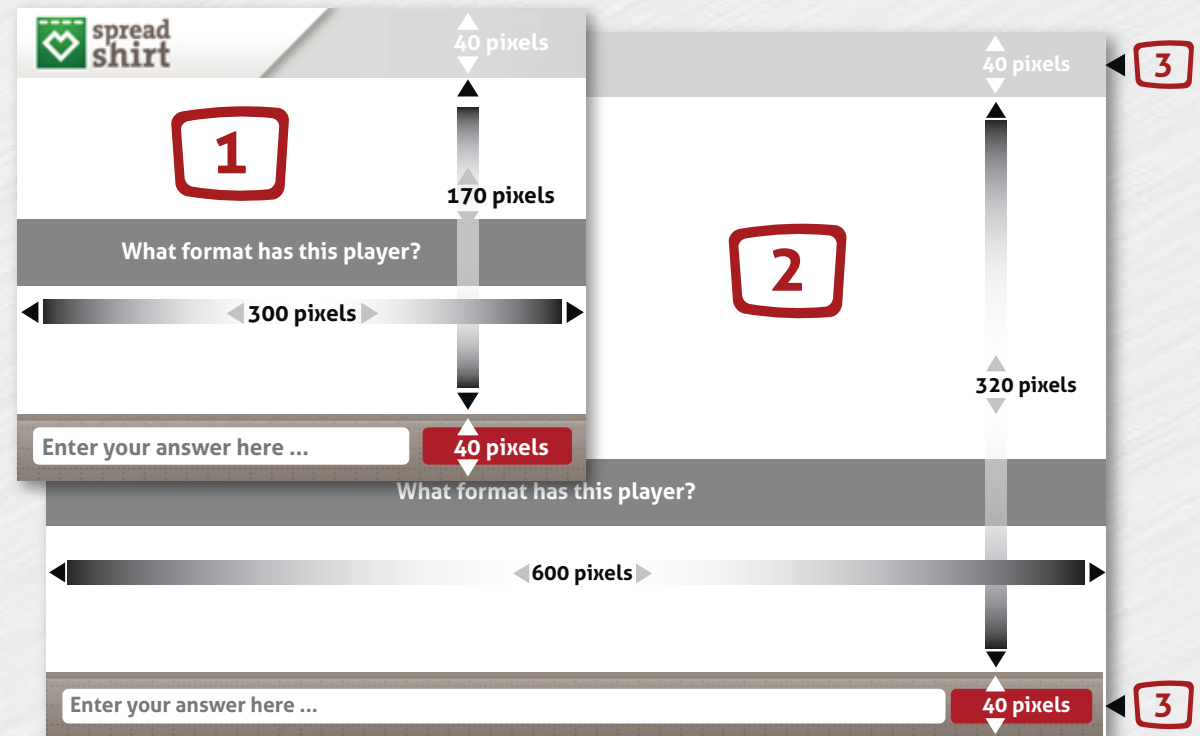 spread
shirt
40 pixels
1
170 pixels
What format has this player?
300 pixels
Enter your answer here ...
40 pixels
40 pixels
3
2
320 pixels
What format has this player?
600 pixels
Enter your answer here ...
40 pixels
3